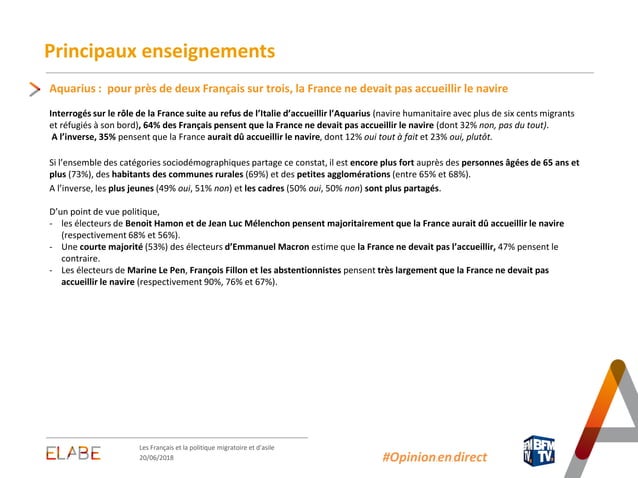 Principaux enseignements
Aquarius : pour près de deux Français sur trois, la France ne devait pas accueillir le navire
Interrogés sur le rôle de la France suite au refus de l'Italie d'accueillir l'Aquarius (navire humanitaire avec plus de six cents migrants
et réfugiés à son bord), 64% des Français pensent que la France ne devait pas accueillir le navire (dont 32% non, pas du tout).
A l'inverse, 35% pensent que la France aurait dû accueillir le navire, dont 12% oui tout à fait et 23% oui, plutôt.
Si l'ensemble des catégories sociodémographiques partage ce constat, il est encore plus fort auprès des personnes âgées de 65 ans et
plus (73%), des habitants des communes rurales (69%) et des petites agglomérations (entre 65% et 68%).
A l'inverse, les plus jeunes (49% oui, 51% non) et les cadres (50% oui, 50% non) sont plus partagés.
D'un point de vue politique,
- les électeurs de Benoit Hamon et de Jean Luc Mélenchon pensent majoritairement que la France aurait dû accueillir le navire
(respectivement 68% et 56%).
- Une courte majorité (53%) des électeurs d'Emmanuel Macron estime que la France ne devait pas l'accueillir, 47% pensent le
contraire.
- Les électeurs de Marine Le Pen, François Fillon et les abstentionnistes pensent très largement que la France ne devait pas
accueillir le navire (respectivement 90%, 76% et 67%).
ELABE
Les Français et la politique migratoire et d'asile
20/06/2018
#Opinionendirect
BFM
TV.